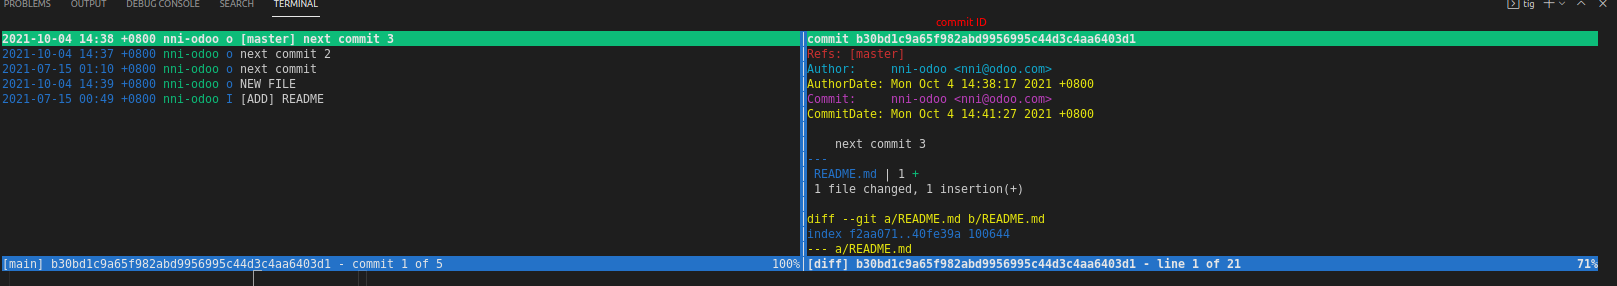 PROBLEMS OUTPUT DEBUG CONSOLE SEARCH TERMINAL
tig
commit ID
2021-10-04 14:38 +0800 nni-odoo o [master] next commit 3
2021-10-04 14:37 +0800 nni-odoo o next commit 2
2021-07-15 01:10 +0800 nni-odoo o next commit
2021-10-04 14:39 +0800 nni-odoo o NEW FILE
2021-07-15 00:49 +0800 nni-odoo I [ADD] README
[main] b30bd1c9a65f982abd9956995c44d3c4aa6403d1 - commit 1 of 5 100%
commit b30bd1c9a65f982abd9956995c44d3c4aa6403d1
Refs: [master]
Author: nni-odoo <nni@odoo.com>
AuthorDate: Mon Oct 4 14:38:17 2021 +0800
Commit: nni-odoo <nni@odoo.com>
CommitDate: Mon Oct 4 14:41:27 2021 +0800
next commit 3
---
README.md | 1 +
1 file changed, 1 insertion(+)
diff --git a/README.md b/README.md
index f2aa071..40fe39a 100644
--- a/README.md
[diff] b30bd1c9a65f982abd9956995c44d3c4aa6403d1 - line 1 of 21 71%